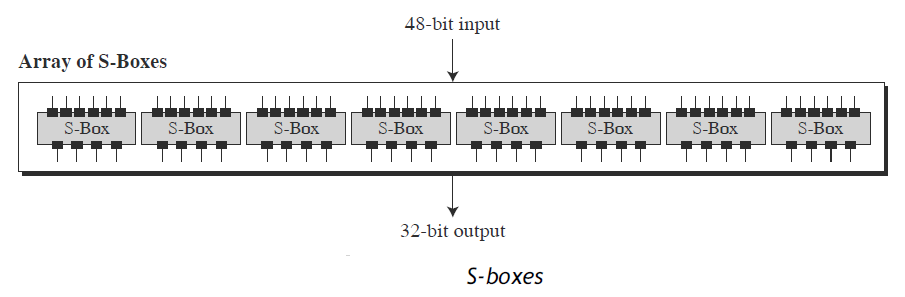 48-bit input
Array of S-Boxes
S-Box S-Box S-Box S-Box S-Box S-Box S-Box S-Box
32-bit output
S-boxes